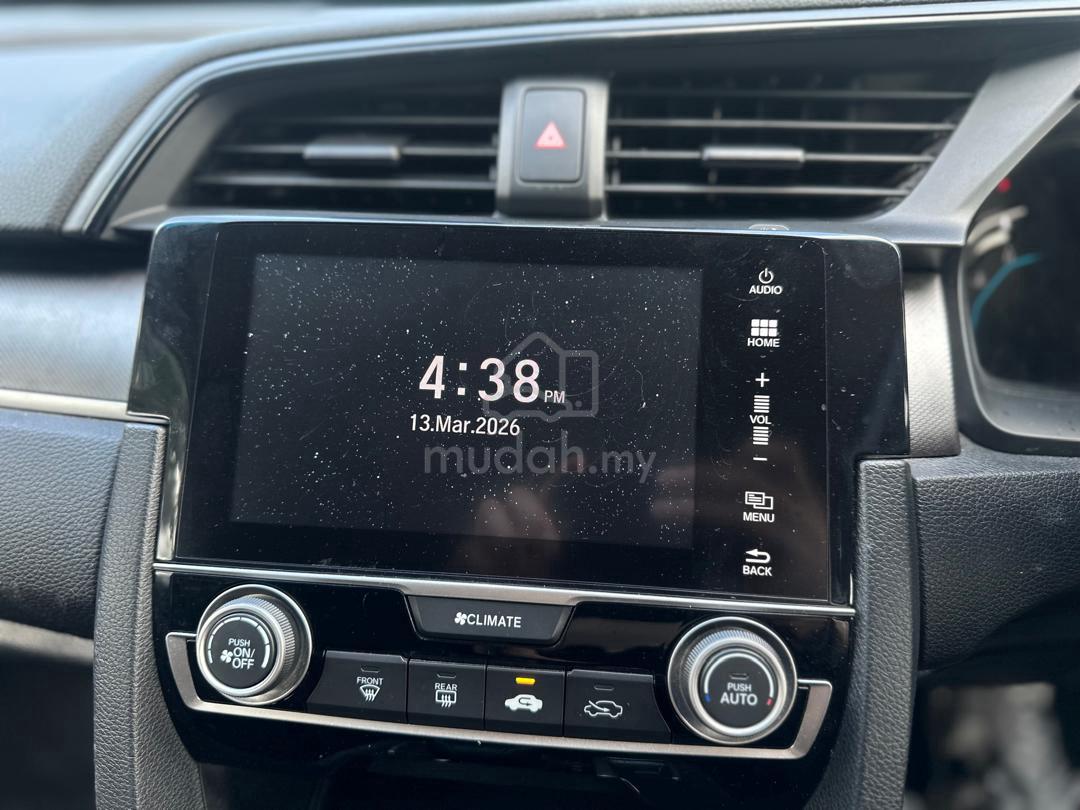 AUDIO
HOME
+
VOL
−
MENU
BACK
4:38 PM
13.Mar.2026
mudah.my
CLIMATE
PUSH
ON/
OFF
FRONT
REAR
PUSH
AUTO